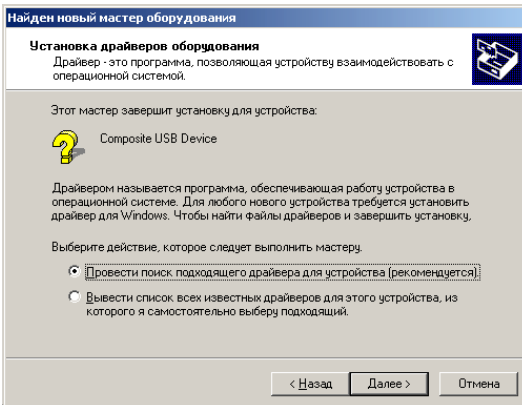 Найден новый мастер оборудования
Установка драйверов оборудования
Драйвер - это программа, позволяющая устройству взаимодействовать с
операционной системой.
Этот мастер завершит установку для устройства:
Composite USB Device
Драйвером называется программа, обеспечивающая работу устройства в
операционной системе. Для любого нового устройства требуется установить
драйвер для Windows. Чтобы найти файлы драйверов и завершить установку,
Выберите действие, которое следует выполнить мастеру.
Провести поиск подходящего драйвера для устройства (рекомендуется).
Вывести список всех известных драйверов для этого устройства, из
которого я самостоятельно выберу подходящий.
< Назад Далее > Отмена